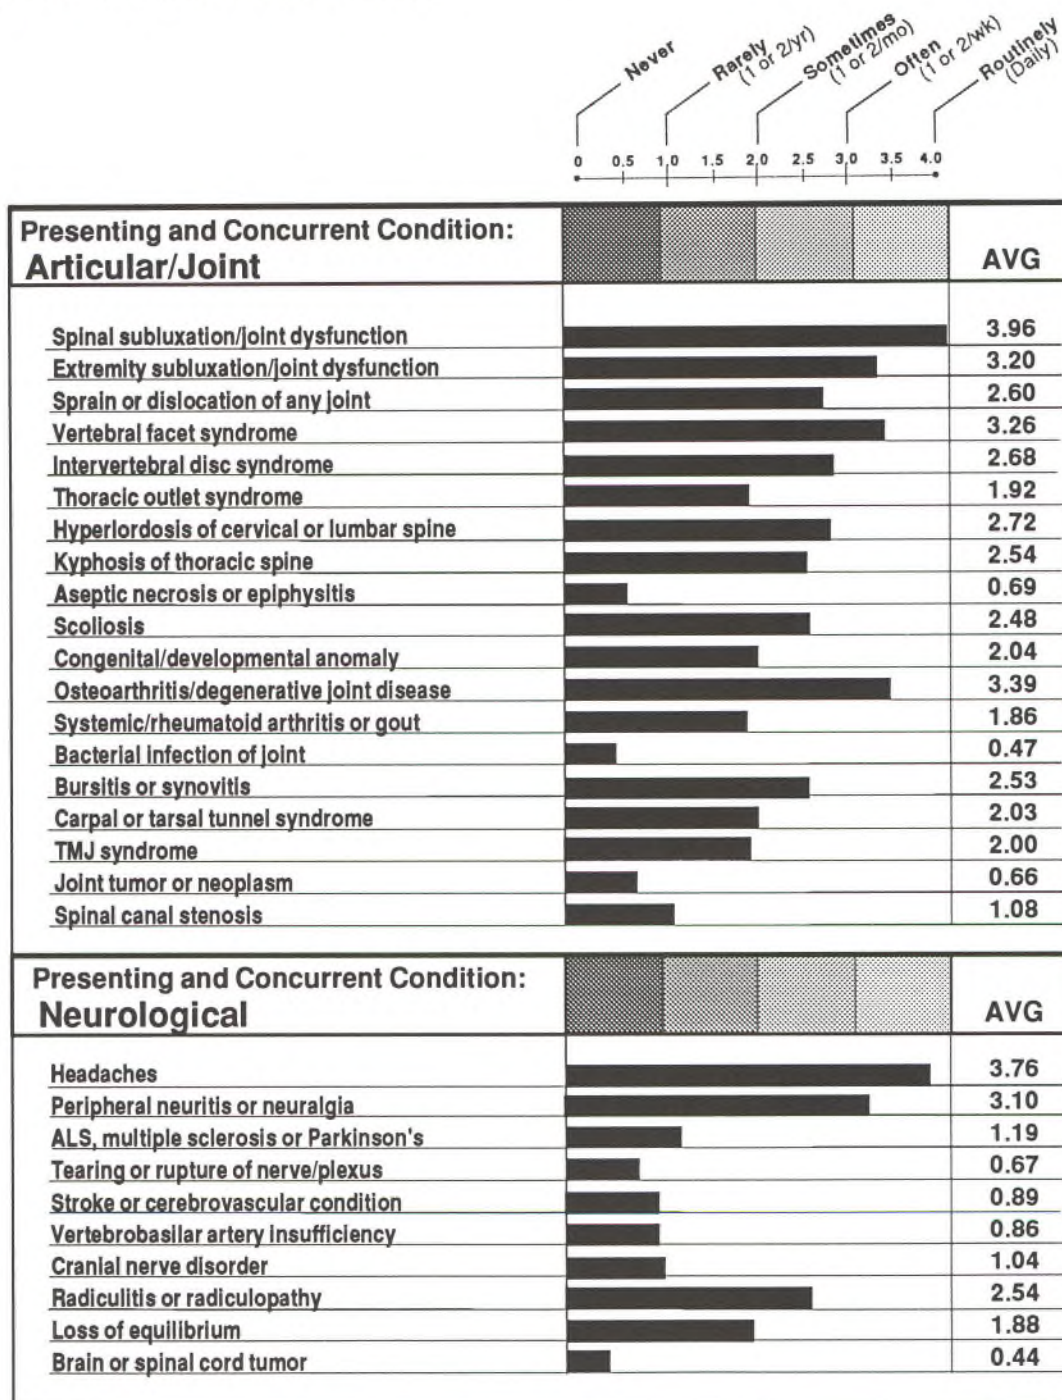 Never
Rarely
(1 or 2/yr)
Sometimes
(1 or 2/mo)
Often
(1 or 2/wk)
Routinely
(Daily)
0 0.5 1.0 1.5 2.0 2.5 3.0 3.5 4.0
Presenting and Concurrent Condition:
Articular/Joint AVG
Spinal subluxation/joint dysfunction 3.96
Extremity subluxation/joint dysfunction 3.20
Sprain or dislocation of any joint 2.60
Vertebral facet syndrome 3.26
Intervertebral disc syndrome 2.68
Thoracic outlet syndrome 1.92
Hyperlordosis of cervical or lumbar spine 2.72
Kyphosis of thoracic spine 2.54
Aseptic necrosis or epiphysitis 0.69
Scoliosis 2.48
Congenital/developmental anomaly 2.04
Osteoarthritis/degenerative joint disease 3.39
Systemic/rheumatoid arthritis or gout 1.86
Bacterial infection of joint 0.47
Bursitis or synovitis 2.53
Carpal or tarsal tunnel syndrome 2.03
TMJ syndrome 2.00
Joint tumor or neoplasm 0.66
Spinal canal stenosis 1.08
Presenting and Concurrent Condition:
Neurological AVG
Headaches 3.76
Peripheral neuritis or neuralgia 3.10
ALS, multiple sclerosis or Parkinson's 1.19
Tearing or rupture of nerve/plexus 0.67
Stroke or cerebrovascular condition 0.89
Vertebrobasilar artery insufficiency 0.86
Cranial nerve disorder 1.04
Radiculitis or radiculopathy 2.54
Loss of equilibrium 1.88
Brain or spinal cord tumor 0.44